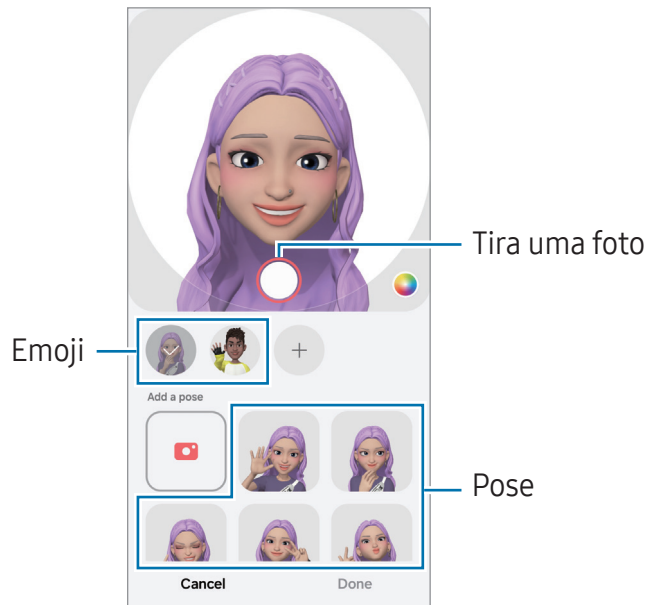 Tira uma foto
Emoji
Add a pose
Pose
Cancel
Done